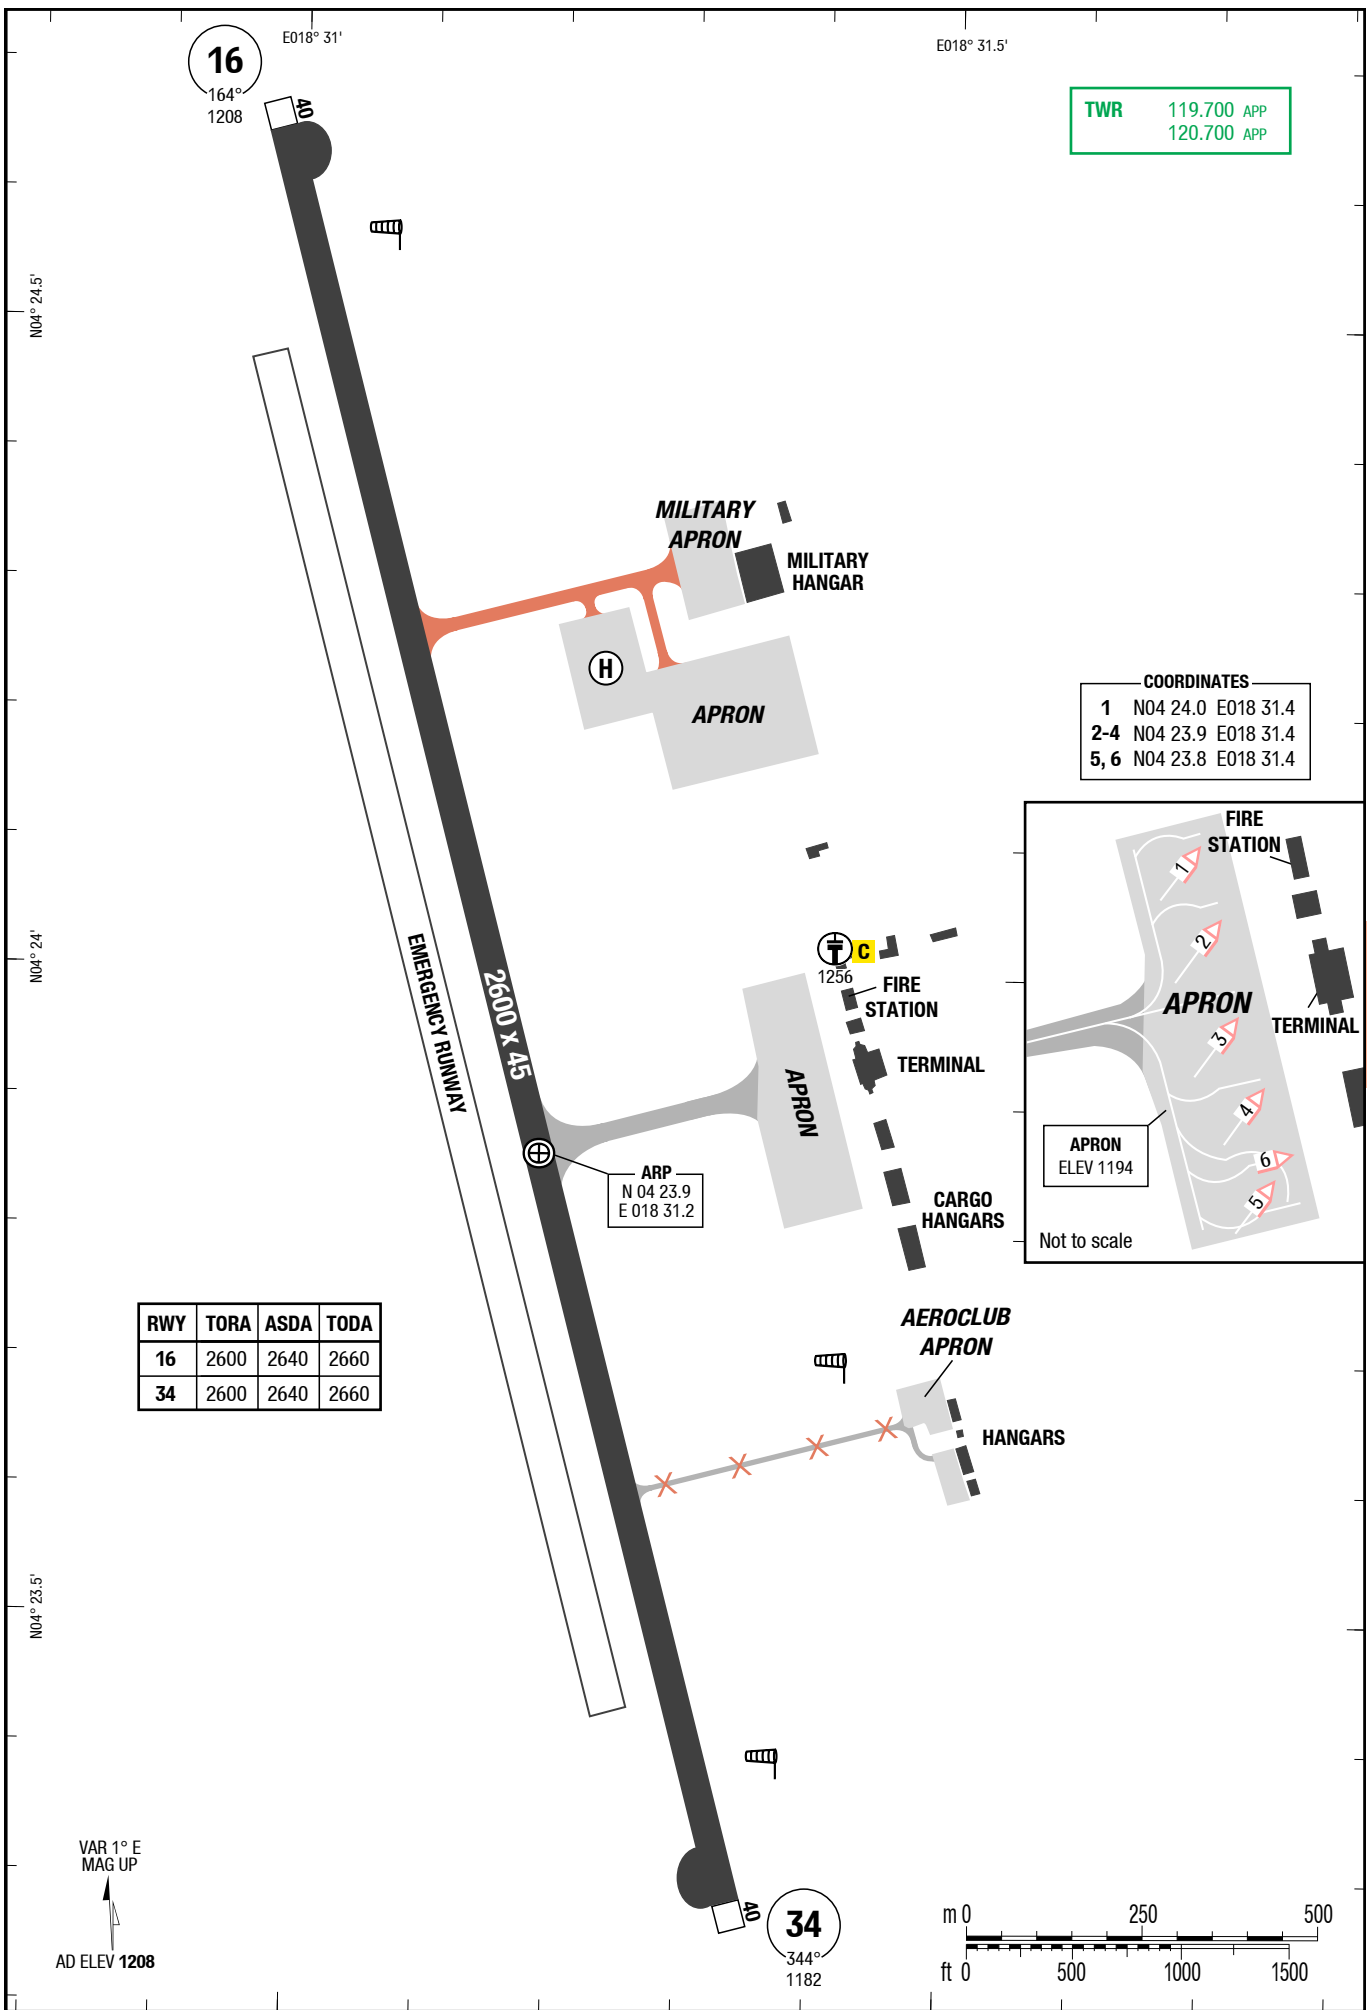 E018° 31'
E018° 31.5'
16
164°
1208
40
TWR 119.700 APP
120.700 APP
N04° 24.5'
MILITARY
APRON
MILITARY
HANGAR
H
APRON
COORDINATES
1 N04 24.0 E018 31.4
2-4 N04 23.9 E018 31.4
5, 6 N04 23.8 E018 31.4
FIRE
STATION
1
2
APRON
3
TERMINAL
4
APRON
ELEV 1194
6
5
Not to scale
N04° 24'
EMERGENCY RUNWAY
2600 x 45
C
1256
FIRE
STATION
TERMINAL
APRON
ARP
N 04 23.9
E 018 31.2
CARGO
HANGARS
RWY TORA ASDA TODA
16 2600 2640 2660
34 2600 2640 2660
AEROCLUB
APRON
HANGARS
N04° 23.5'
VAR 1° E
MAG UP
AD ELEV 1208
40
34
344°
1182
m 0 250 500
ft 0 500 1000 1500